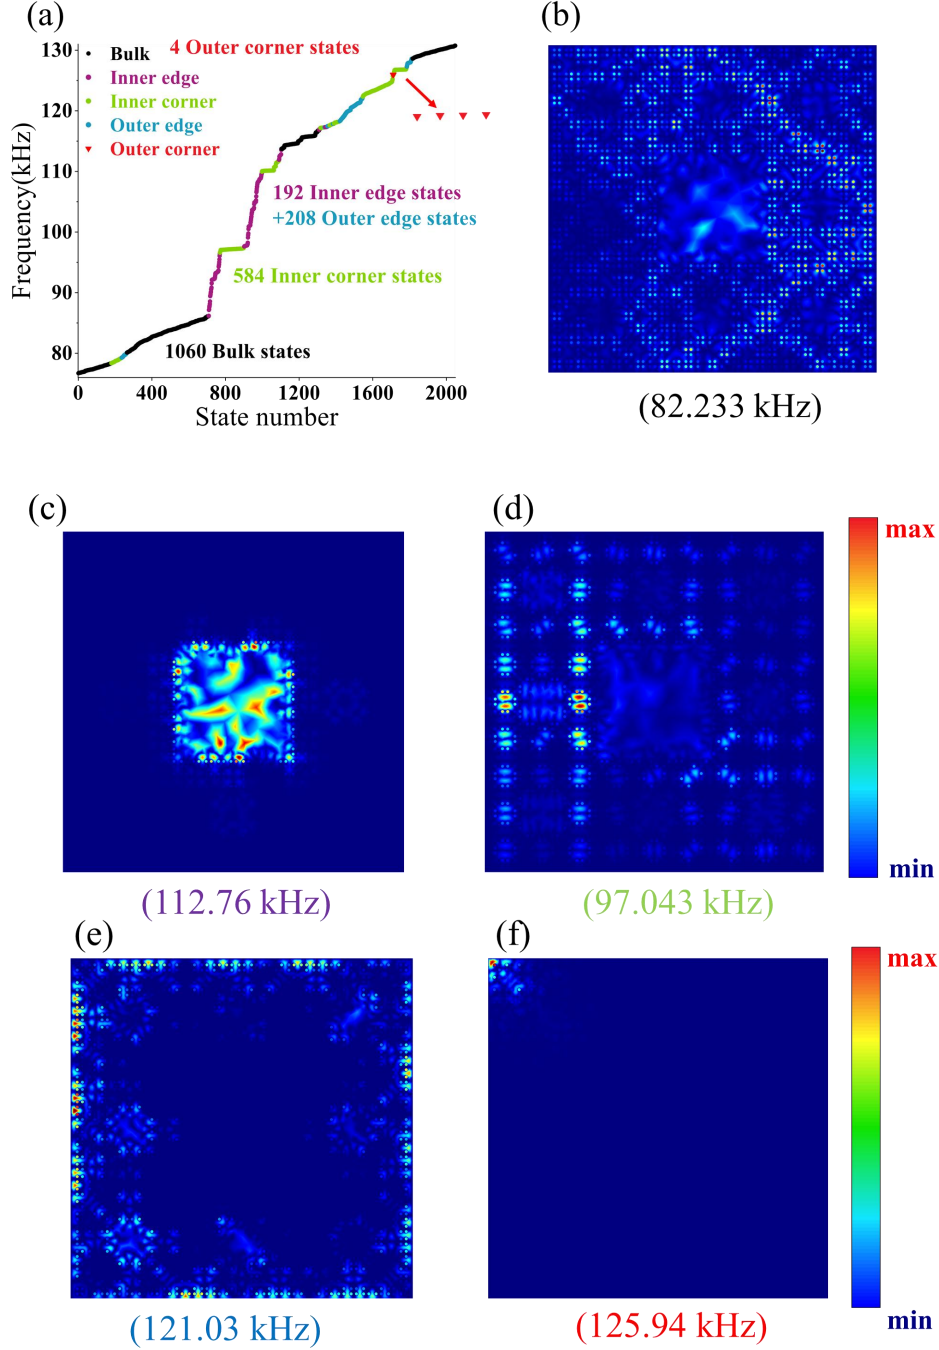 (a)
130
120
110
100
90
80
0
400
800
1200
1600
2000
Frequency(kHz)
State number
Bulk
Inner edge
Inner corner
Outer edge
Outer corner
4 Outer corner states
192 Inner edge states
+208 Outer edge states
584 Inner corner states
1060 Bulk states
(b)
(82.233 kHz)
(c)
(112.76 kHz)
(d)
(97.043 kHz)
max
min
(e)
(121.03 kHz)
(f)
(125.94 kHz)
max
min